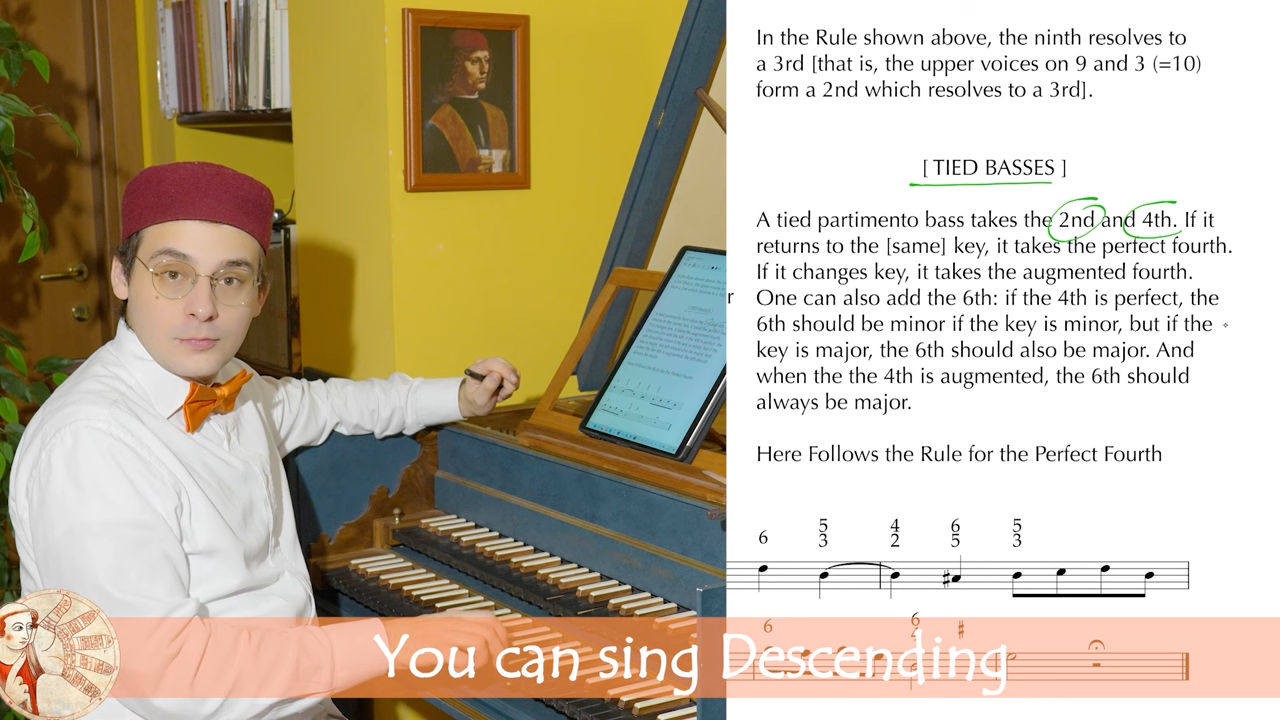 In the Rule shown above, the ninth resolves to
a 3rd [that is, the upper voices on 9 and 3 (=10)
form a 2nd which resolves to a 3rd].
[ TIED BASSES ]
A tied partimento bass takes the 2nd and 4th. If it
returns to the [same] key, it takes the perfect fourth.
If it changes key, it takes the augmented fourth.
r One can also add the 6th: if the 4th is perfect, the
6th should be minor if the key is minor, but if the
key is major, the 6th should also be major. And
when the the 4th is augmented, the 6th should
always be major.
Here Follows the Rule for the Perfect Fourth
5 4 6 5
6 3 2 5 3
6 6 #
4
You can sing Descending